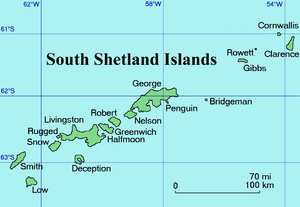 62°W 58°W 54°W
Cornwallis
61°S
Rowett
Clarence
Gibbs
South Shetland Islands
George
62°S
Bridgeman
Penguin
Robert
Nelson
Livingston
Greenwich
Rugged
Halfmoon
Snow
63°S
Smith
Deception
70 mi
Low
0 100 km